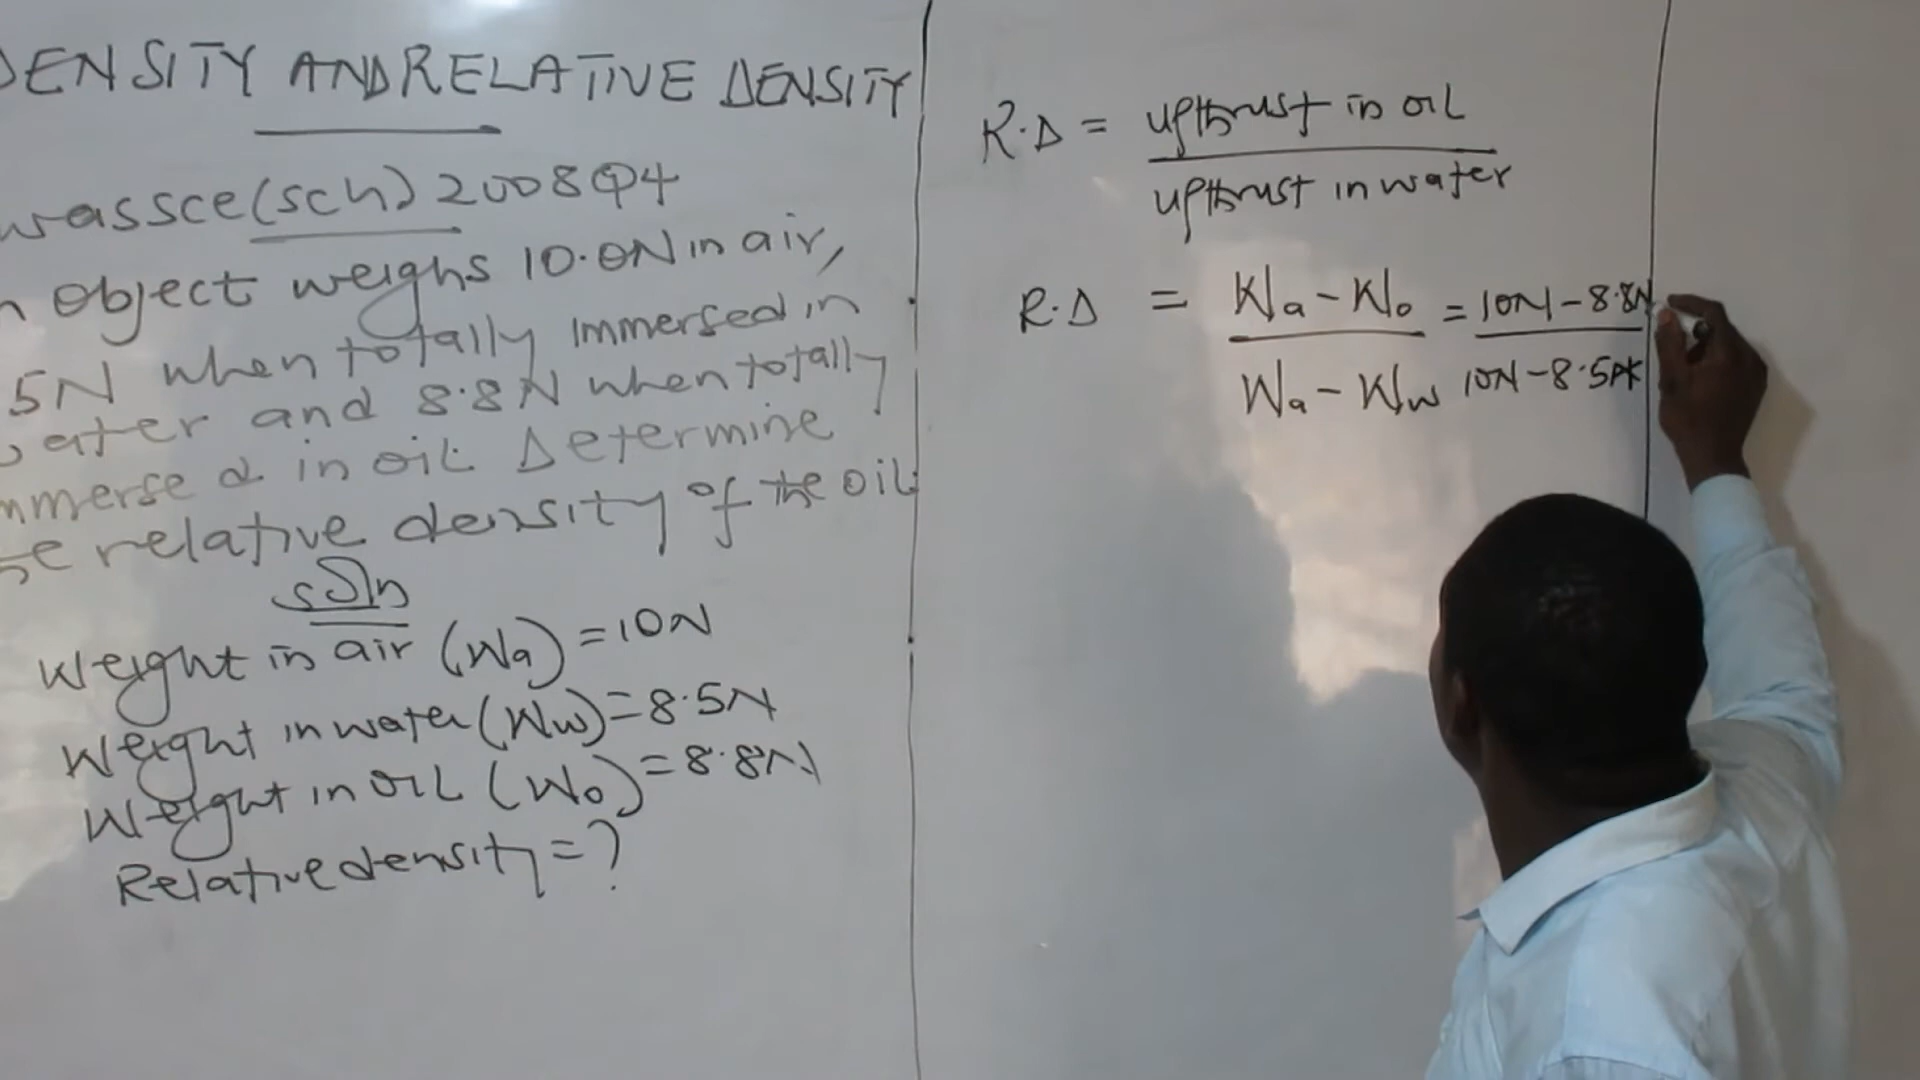 DENSITY AND RELATIVE DENSITY
wassce (sch) 2008 Q4
n object weighs 10.0N in air,
5N when totally immersed in
ater and 8.8N when totally
mmersed in oil. Determine
e relative density of the oil.
soln
Weight in air (Wa) = 10N
Weight in water (Ww) = 8.5N
Weight in oil (Wo) = 8.8N
Relative density = ?
R.D = upthrust in oil
upthrust in water
R.D = Wa - Wo = 10N - 8.8N
Wa - Ww 10N - 8.5N